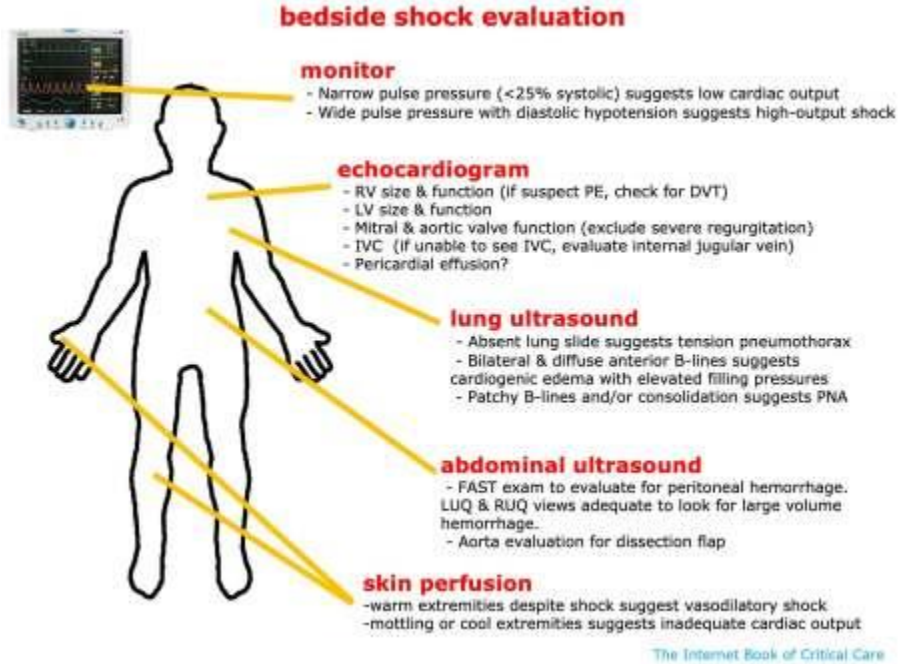 bedside shock evaluation
monitor
- Narrow pulse pressure (<25% systolic) suggests low cardiac output
- Wide pulse pressure with diastolic hypotension suggests high-output shock
echocardiogram
- RV size & function (if suspect PE, check for DVT)
- LV size & function
- Mitral & aortic valve function (exclude severe regurgitation)
- IVC (if unable to see IVC, evaluate internal jugular vein)
- Pericardial effusion?
lung ultrasound
- Absent lung slide suggests tension pneumothorax
- Bilateral & diffuse anterior B-lines suggests
cardiogenic edema with elevated filling pressures
- Patchy B-lines and/or consolidation suggests PNA
abdominal ultrasound
- FAST exam to evaluate for peritoneal hemorrhage.
LUQ & RUQ views adequate to look for large volume
hemorrhage.
- Aorta evaluation for dissection flap
skin perfusion
-warm extremities despite shock suggest vasodilatory shock
-mottling or cool extremities suggests inadequate cardiac output
The Internet Book of Critical Care